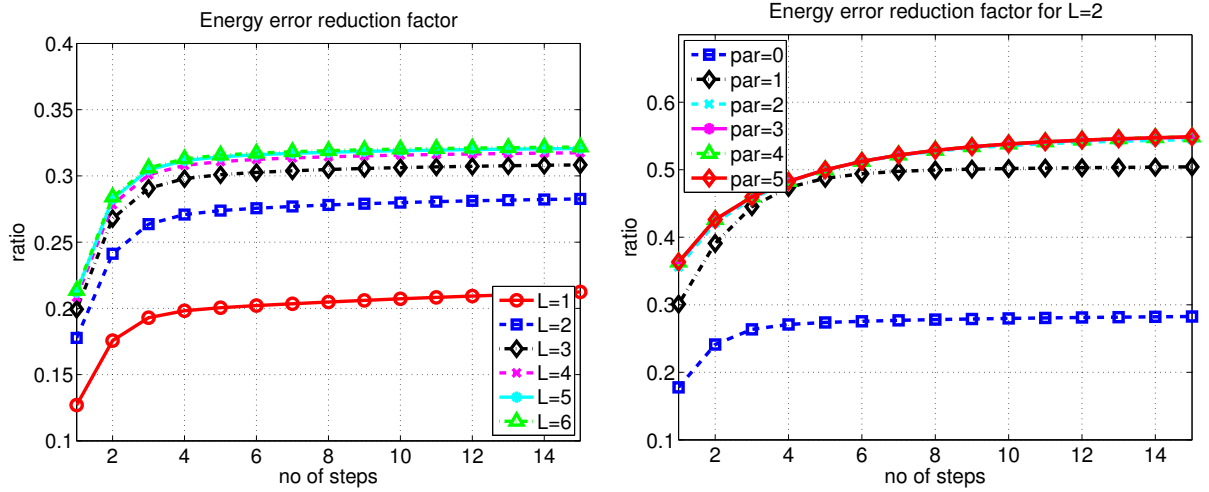 Energy error reduction factor
0.4
0.35
0.3
0.25
0.2
0.15
0.1
ratio
2 4 6 8 10 12 14
no of steps
L=1
L=2
L=3
L=4
L=5
L=6
Energy error reduction factor for L=2
0.6
0.5
0.4
0.3
0.2
0.1
ratio
2 4 6 8 10 12 14
no of steps
par=0
par=1
par=2
par=3
par=4
par=5